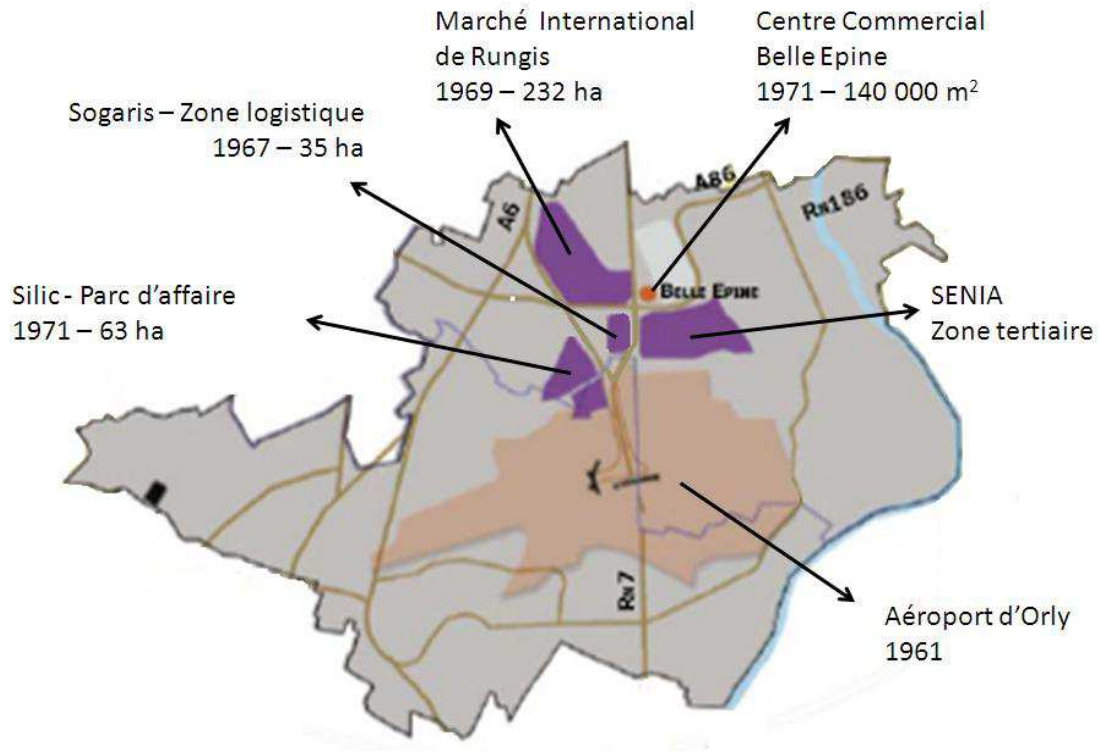 Marché International
de Rungis
1969 – 232 ha
Centre Commercial
Belle Epine
1971 – 140 000 m²
Sogaris – Zone logistique
1967 – 35 ha
A86
A6
RN186
Silic - Parc d'affaire
1971 – 63 ha
BELLE EPINE
SENIA
Zone tertiaire
RN7
Aéroport d'Orly
1961